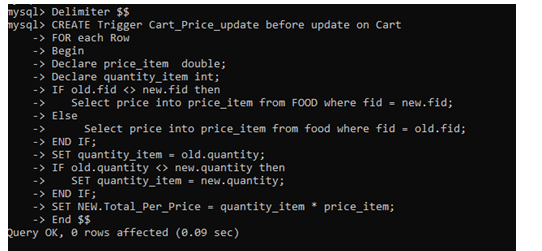 mysql> Delimiter $$
mysql> CREATE Trigger Cart_Price_update before update on Cart
    -> FOR each Row
    -> Begin
    -> Declare price_item  double;
    -> Declare quantity_item int;
    -> IF old.fid <> new.fid then
    ->    Select price into price_item from FOOD where fid = new.fid;
    -> Else
    ->      Select price into price_item from food where fid = old.fid;
    -> END IF;
    -> SET quantity_item = old.quantity;
    -> IF old.quantity <> new.quantity then
    ->    SET quantity_item = new.quantity;
    -> END IF;
    -> SET NEW.Total_Per_Price = quantity_item * price_item;
    -> End $$
Query OK, 0 rows affected (0.09 sec)